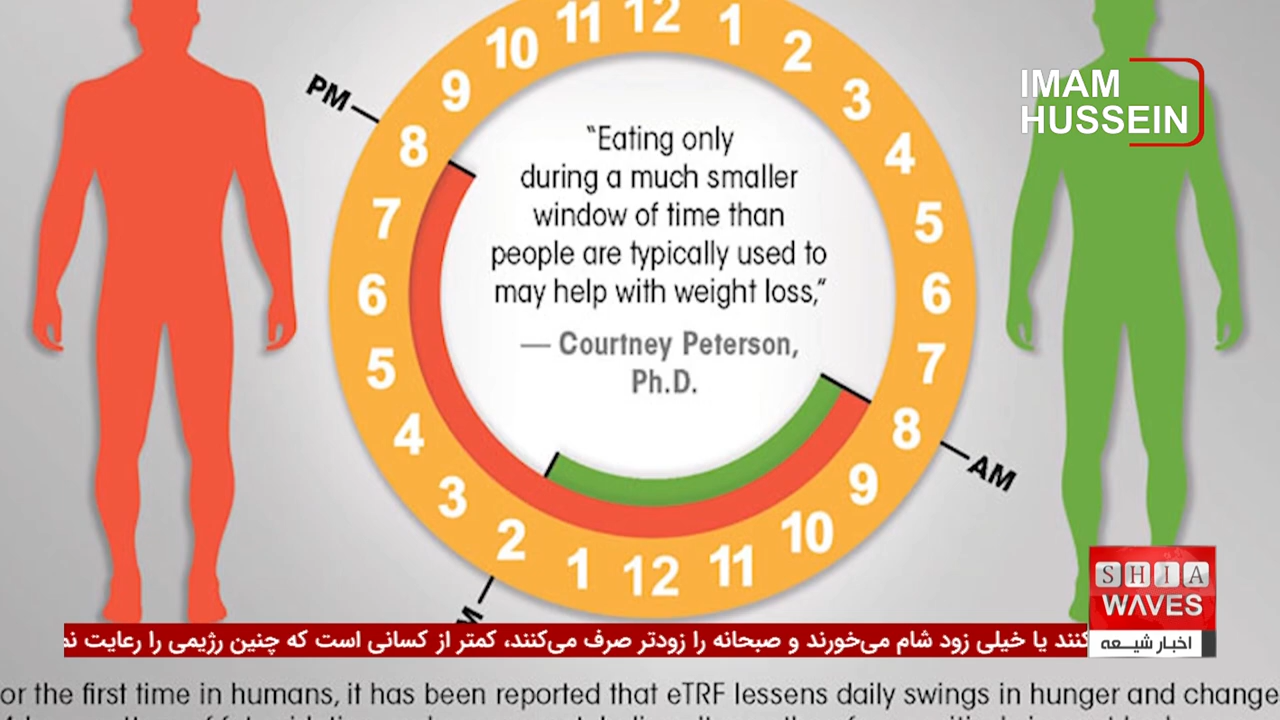 10 11 12 1 2
9 3
PM
8 4
7 5
6 6
5 7
4 8
AM
3 9
2 10
1 12 11
"Eating only
during a much smaller
window of time than
people are typically used to
may help with weight loss,"
— Courtney Peterson,
Ph.D.
IMAM
HUSSEIN
SHIA
WAVES
اخبار شیـــعه
کنند یا خیلی زود شام می‌خورند و صبحانه را زودتر صرف می‌کنند، کمتر از کسانی است که چنین رژیمی را رعایت
or the first time in humans, it has been reported that eTRF lessens daily swings in hunger and change